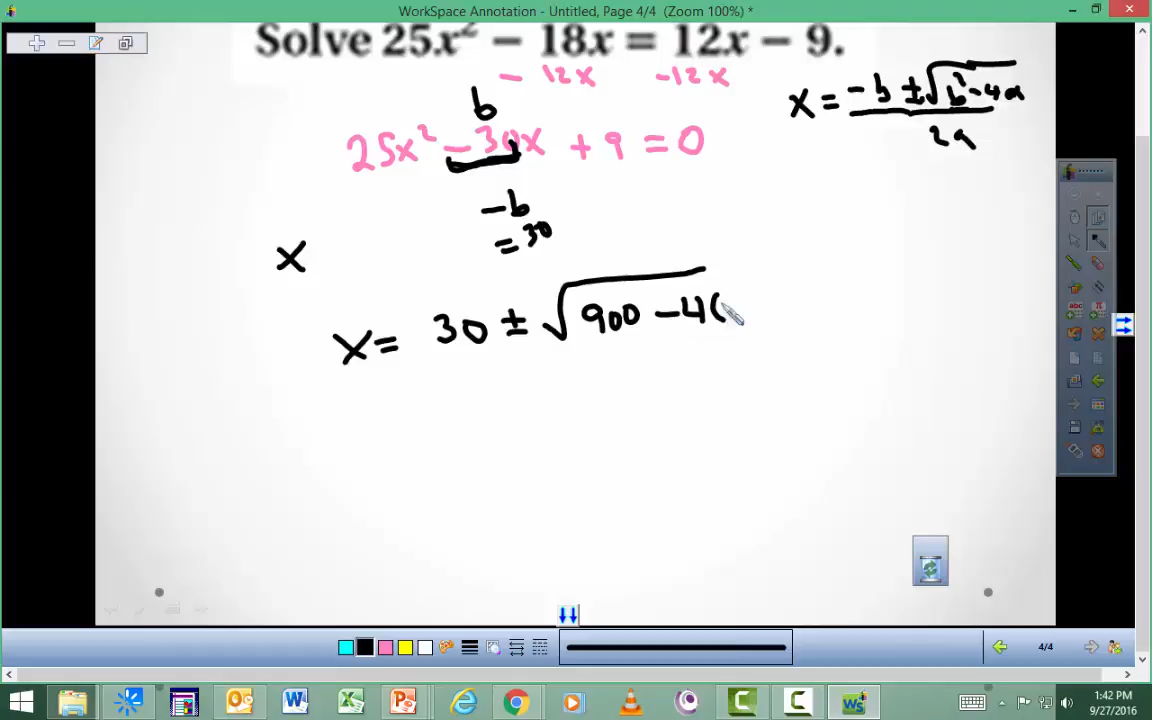 WorkSpace Annotation - Untitled, Page 4/4 (Zoom 100%) *
Solve 25x² − 18x = 12x − 9.
− 12x −12x
b
x = −b ± √b² − 4a
2a
25x² − 30x + 9 = 0
−b
= 30
x
x = 30 ± √900 − 4(
4/4
1:42 PM
9/27/2016